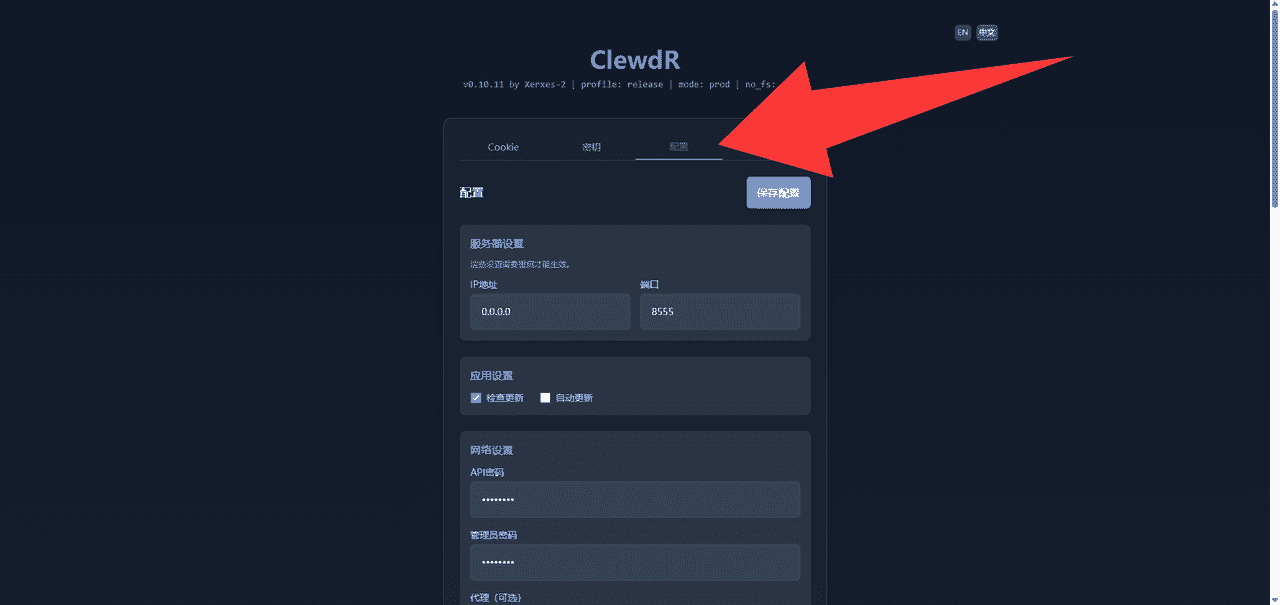 EN 中文
ClewdR
v0.10.11 by Xerxes-2 | profile: release | mode: prod | no_fs:
Cookie 密钥 配置
配置 保存配置
服务器设置
这些设置需要重启才能生效。
IP地址 端口
0.0.0.0 8555
应用设置
检查更新 自动更新
网络设置
API密码
••••••••
管理员密码
••••••••
代理（可选）